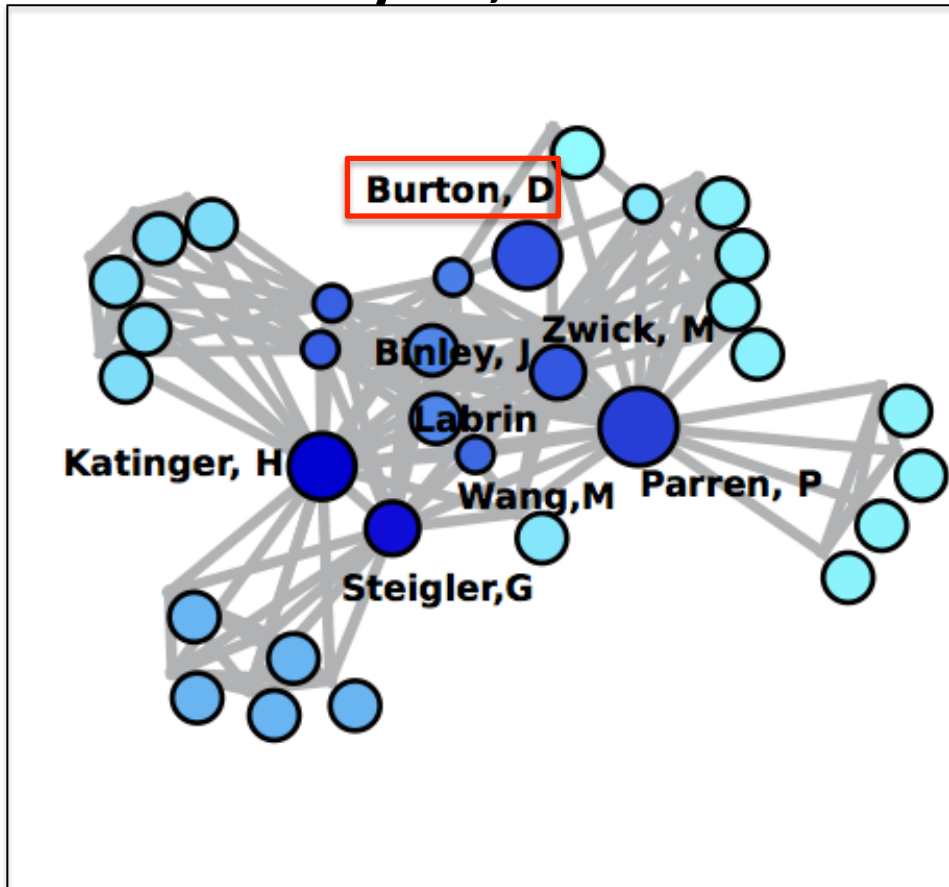 Burton, D
Zwick, M
Binley, J
Labrin
Katinger, H
Parren, P
Wang,M
Steigler,G